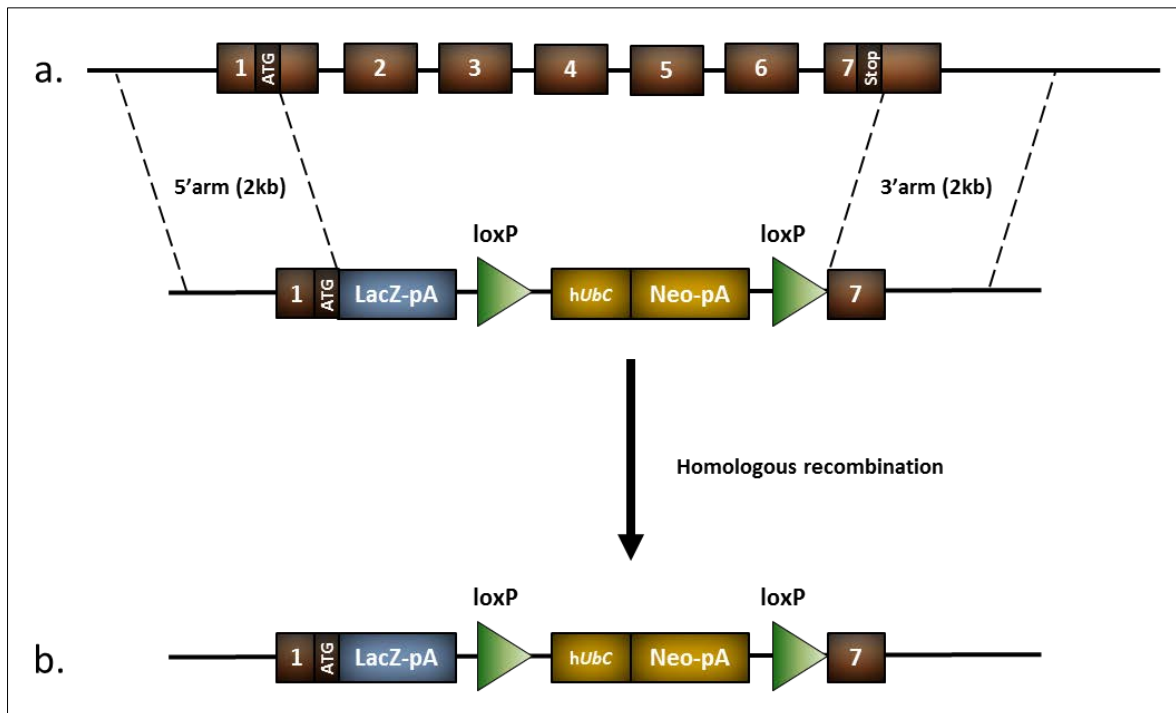 a.
1 ATG 2 3 4 5 6 7 Stop
5'arm (2kb) 3'arm (2kb)
loxP loxP
1 ATG LacZ-pA hUbC Neo-pA 7
Homologous recombination
loxP loxP
b.
1 ATG LacZ-pA hUbC Neo-pA 7